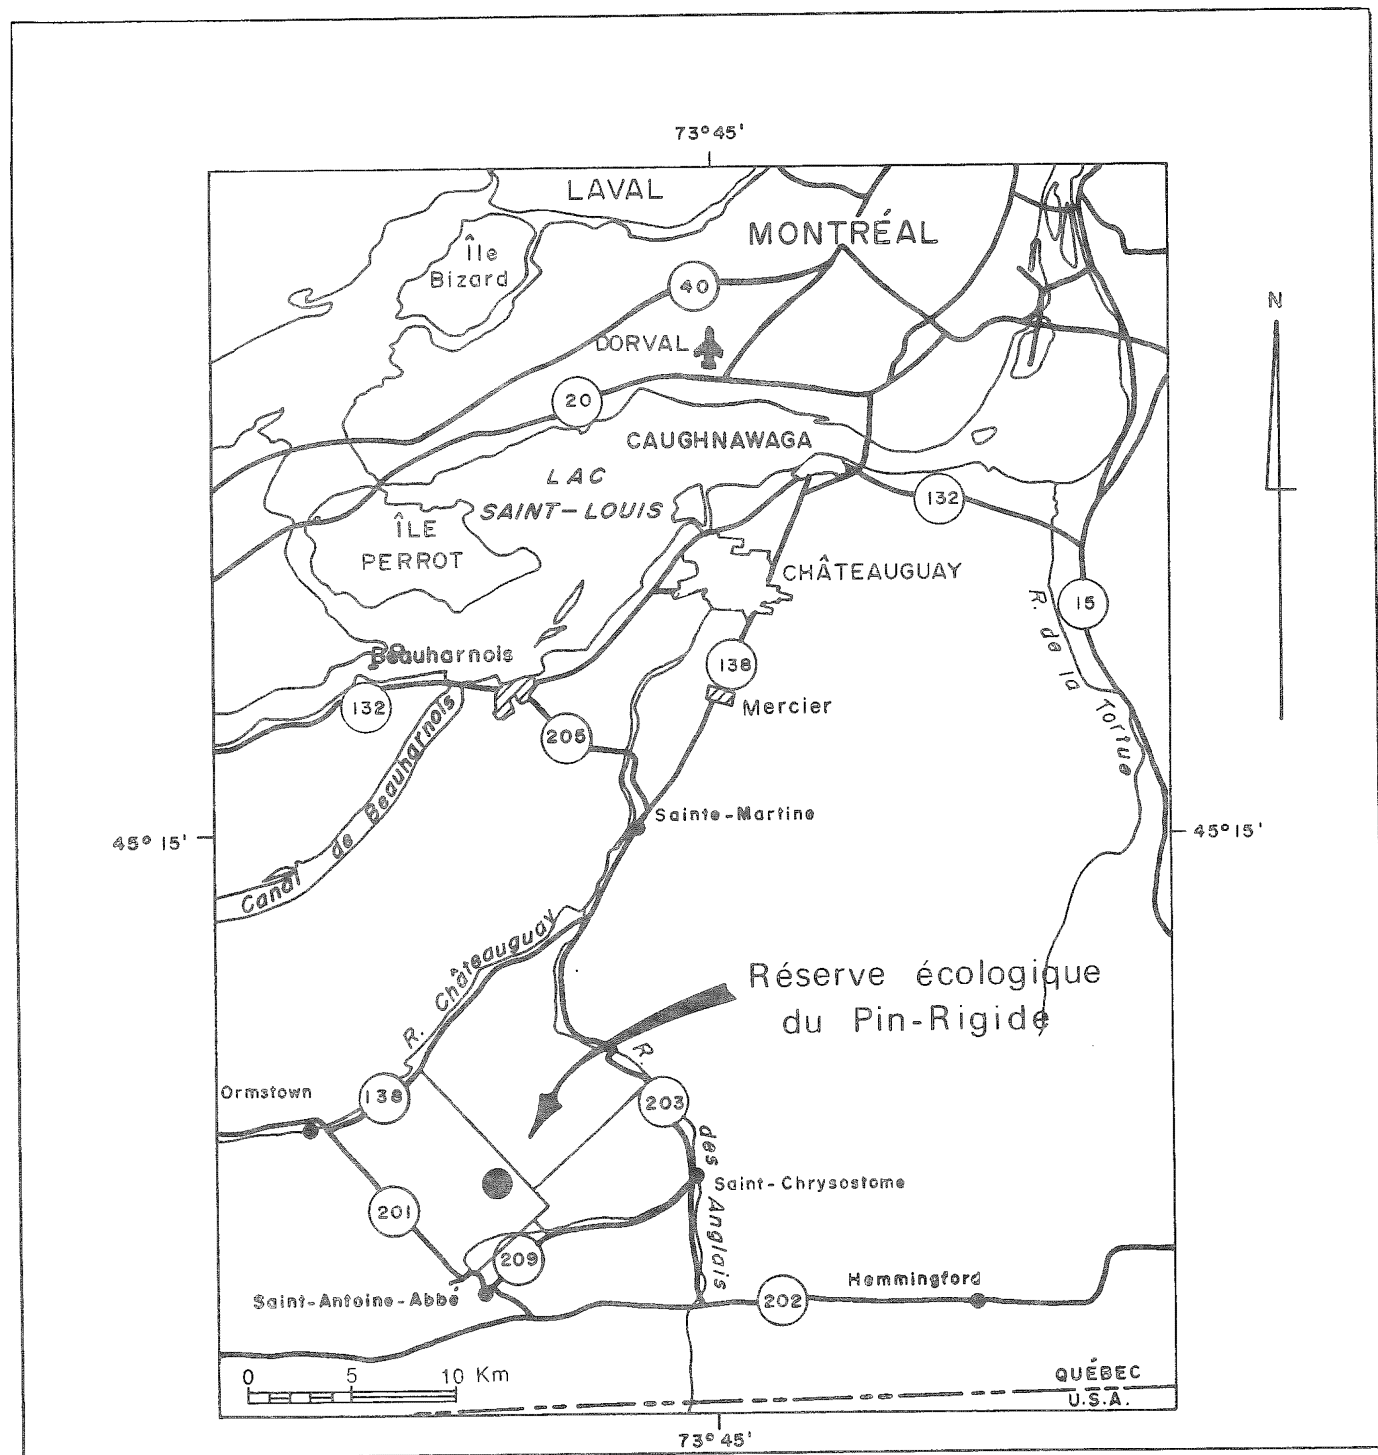 73°45'
LAVAL
MONTRÉAL
Île
Bizard
N
40
DORVAL
20
CAUGHNAWAGA
LAC
SAINT-LOUIS
132
ÎLE
PERROT
CHÂTEAUGUAY
15
R. de la Tortue
Beauharnois
138
132
Mercier
205
Canal de Beauharnois
Sainte-Martine
45° 15'
45° 15'
R. Châteauguay
Réserve écologique
du Pin-Rigide
Ormstown
138
203
R. des Anglais
Saint-Chrysostome
201
209
Hemmingford
Saint-Antoine-Abbé
202
0 5 10 Km
QUÉBEC
U.S.A.
73° 45'